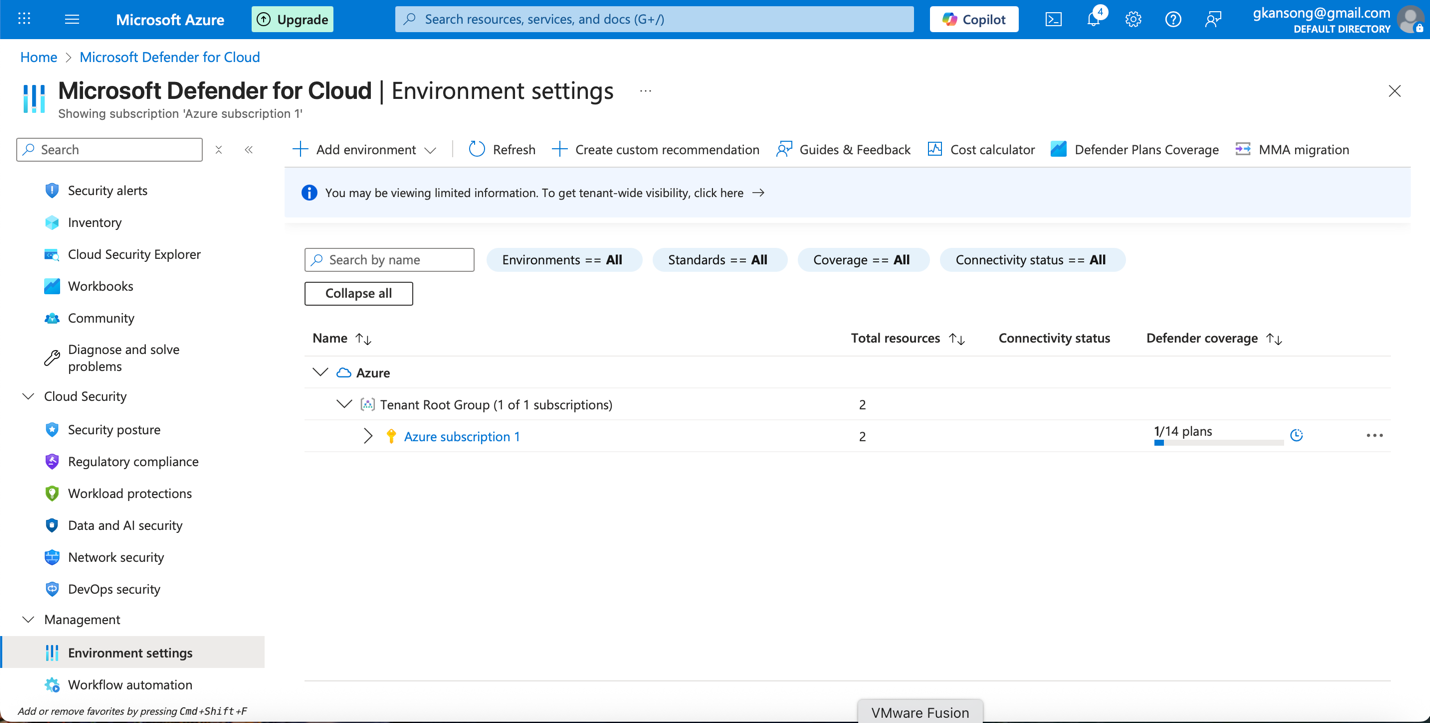 Microsoft Azure
Upgrade
Search resources, services, and docs (G+/)
Copilot
4
gkansong@gmail.com
DEFAULT DIRECTORY
Home > Microsoft Defender for Cloud
Microsoft Defender for Cloud | Environment settings ...
Showing subscription 'Azure subscription 1'
Search
Add environment
Refresh
Create custom recommendation
Guides & Feedback
Cost calculator
Defender Plans Coverage
MMA migration
You may be viewing limited information. To get tenant-wide visibility, click here →
Security alerts
Inventory
Cloud Security Explorer
Workbooks
Community
Diagnose and solve
problems
Cloud Security
Security posture
Regulatory compliance
Workload protections
Data and AI security
Network security
DevOps security
Management
Environment settings
Workflow automation
Add or remove favorites by pressing Cmd+Shift+F
Search by name
Environments == All
Standards == All
Coverage == All
Connectivity status == All
Collapse all
Name ↑↓ Total resources ↑↓ Connectivity status Defender coverage ↑↓
Azure
Tenant Root Group (1 of 1 subscriptions) 2
Azure subscription 1 2 1/14 plans ...
VMware Fusion